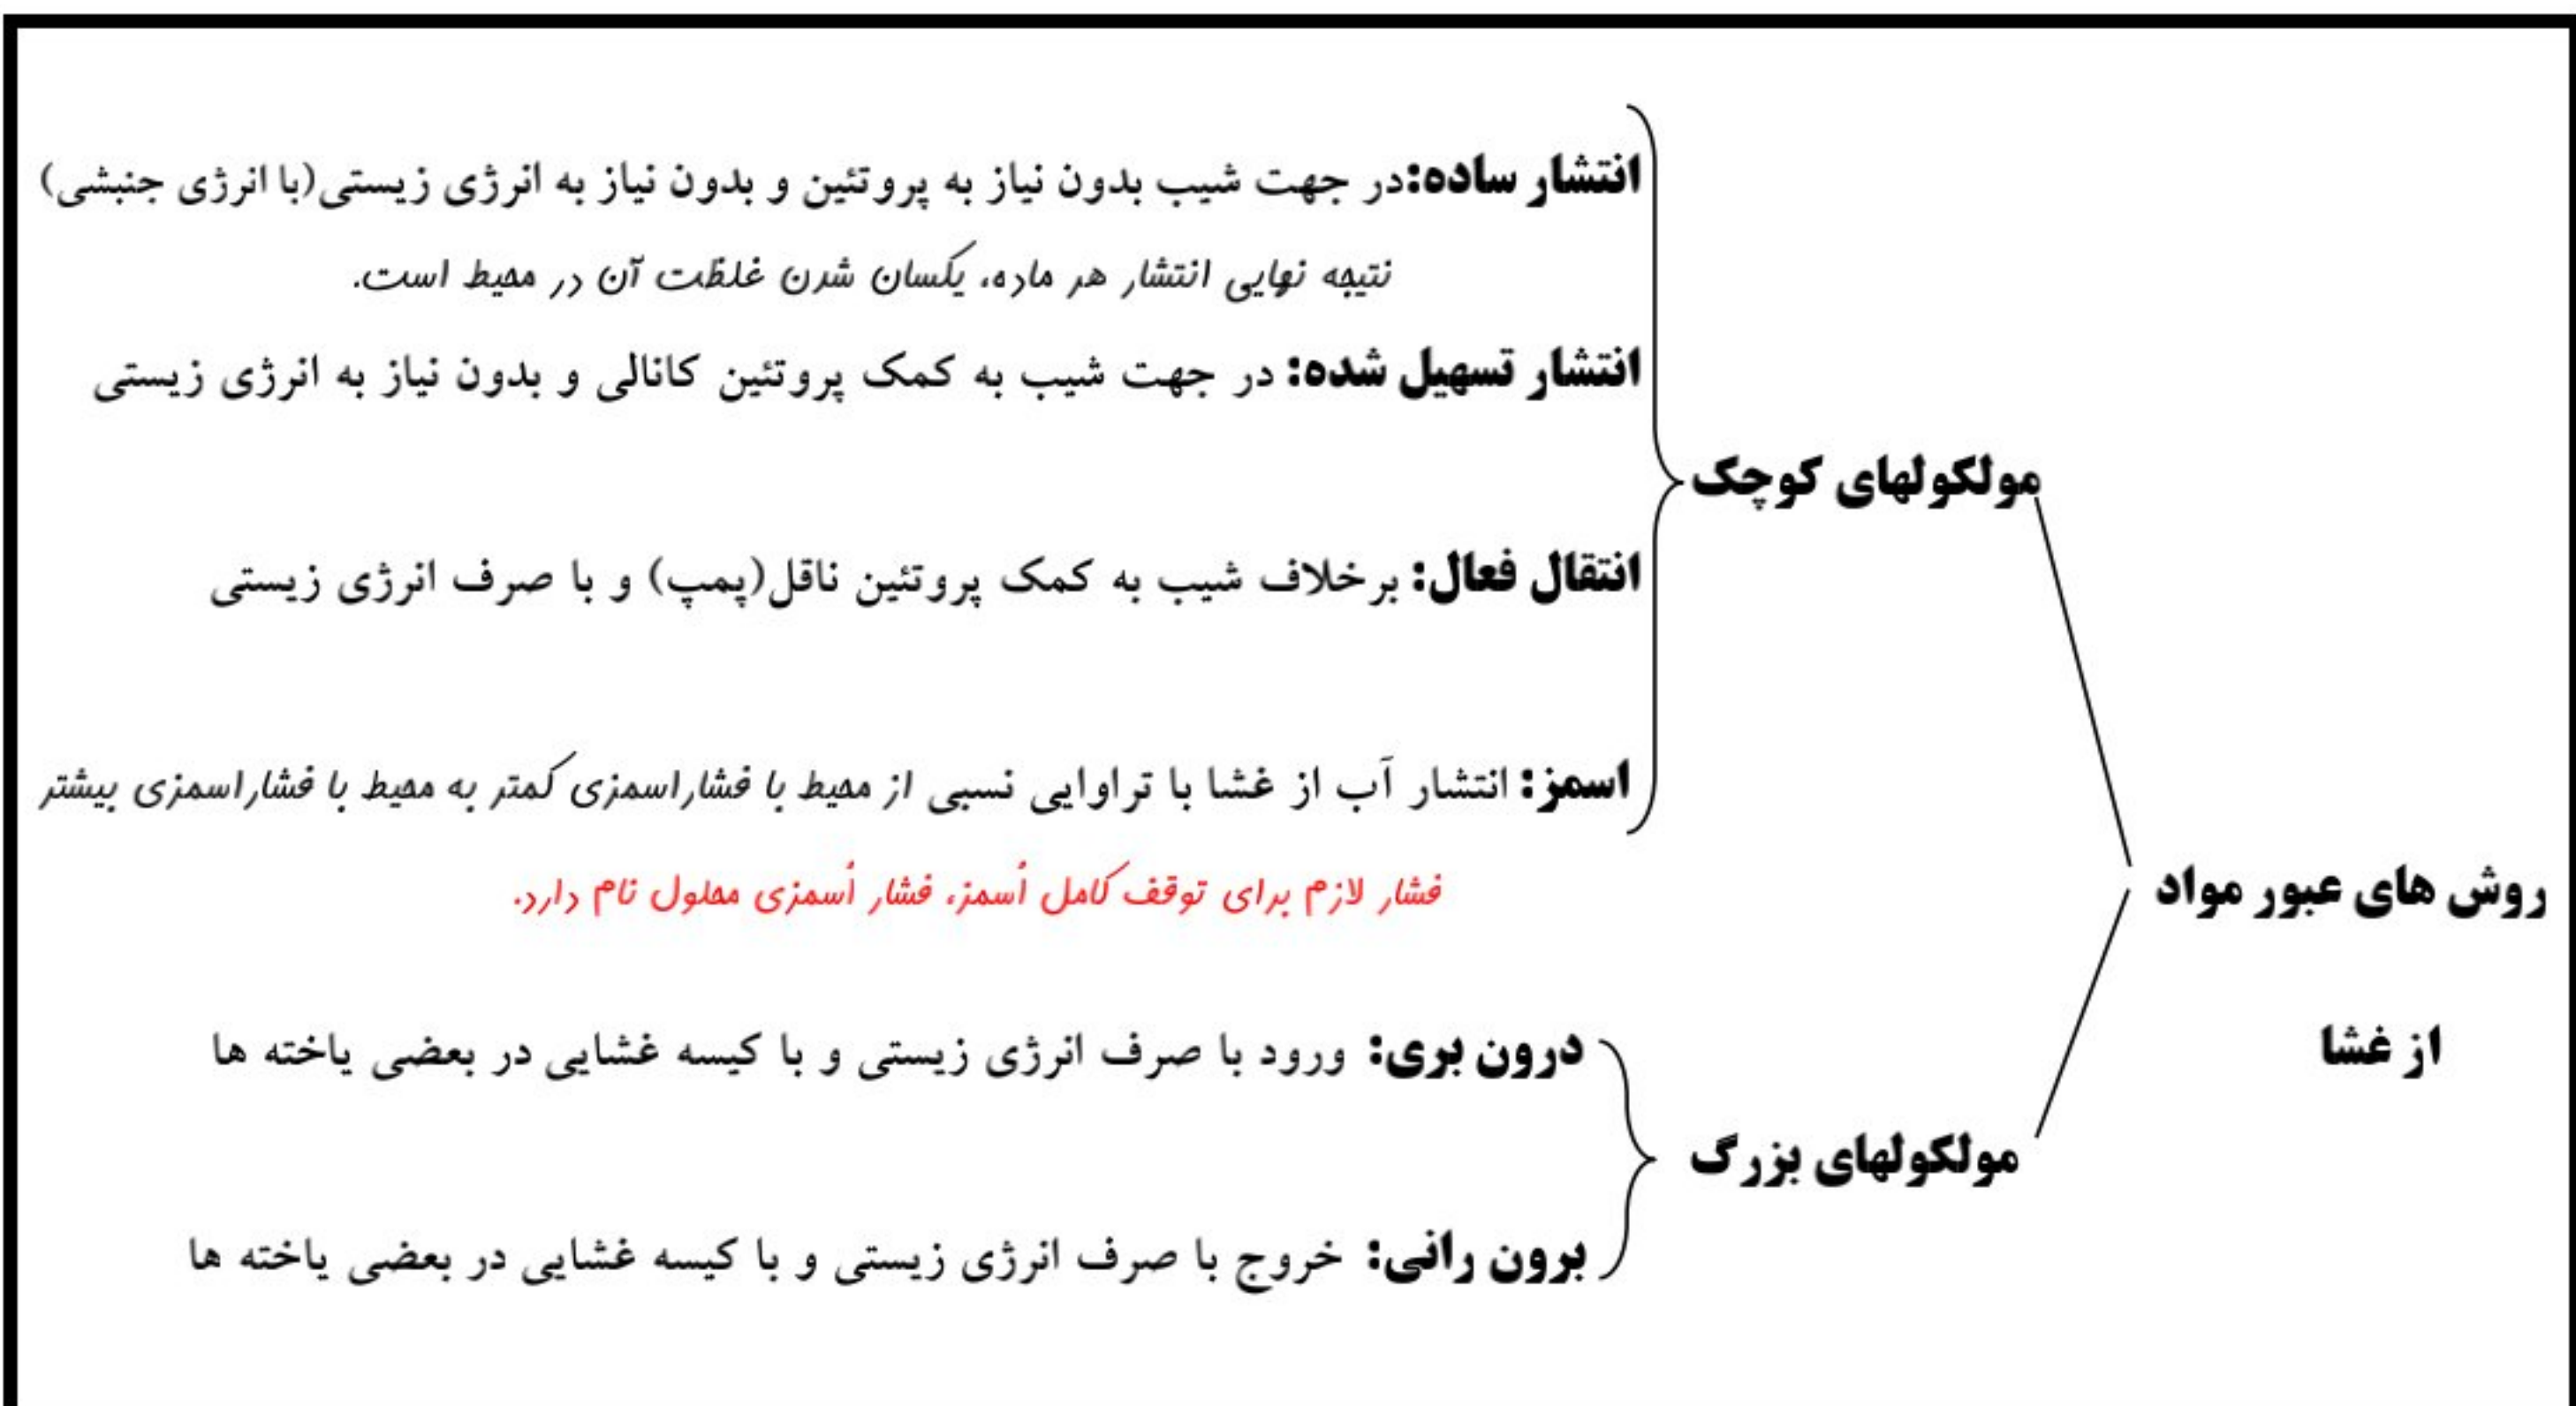 روش های عبور مواد
از غشا
مولکولهای کوچک
انتشار ساده:در جهت شیب بدون نیاز به پروتئین و بدون نیاز به انرژی زیستی(با انرژی جنبشی)
نتیجه نهایی انتشار هر ماده، یکسان شدن غلظت آن در محیط است.
انتشار تسهیل شده: در جهت شیب به کمک پروتئین کانالی و بدون نیاز به انرژی زیستی
انتقال فعال: برخلاف شیب به کمک پروتئین ناقل(پمپ) و با صرف انرژی زیستی
اسمز: انتشار آب از غشا با تراوایی نسبی از محیط با فشاراسمزی کمتر به محیط با فشاراسمزی بیشتر
فشار لازم برای توقف کامل اُسمز، فشار اُسمزی محلول نام دارد.
مولکولهای بزرگ
درون بری: ورود با صرف انرژی زیستی و با کیسه غشایی در بعضی یاخته ها
برون رانی: خروج با صرف انرژی زیستی و با کیسه غشایی در بعضی یاخته ها